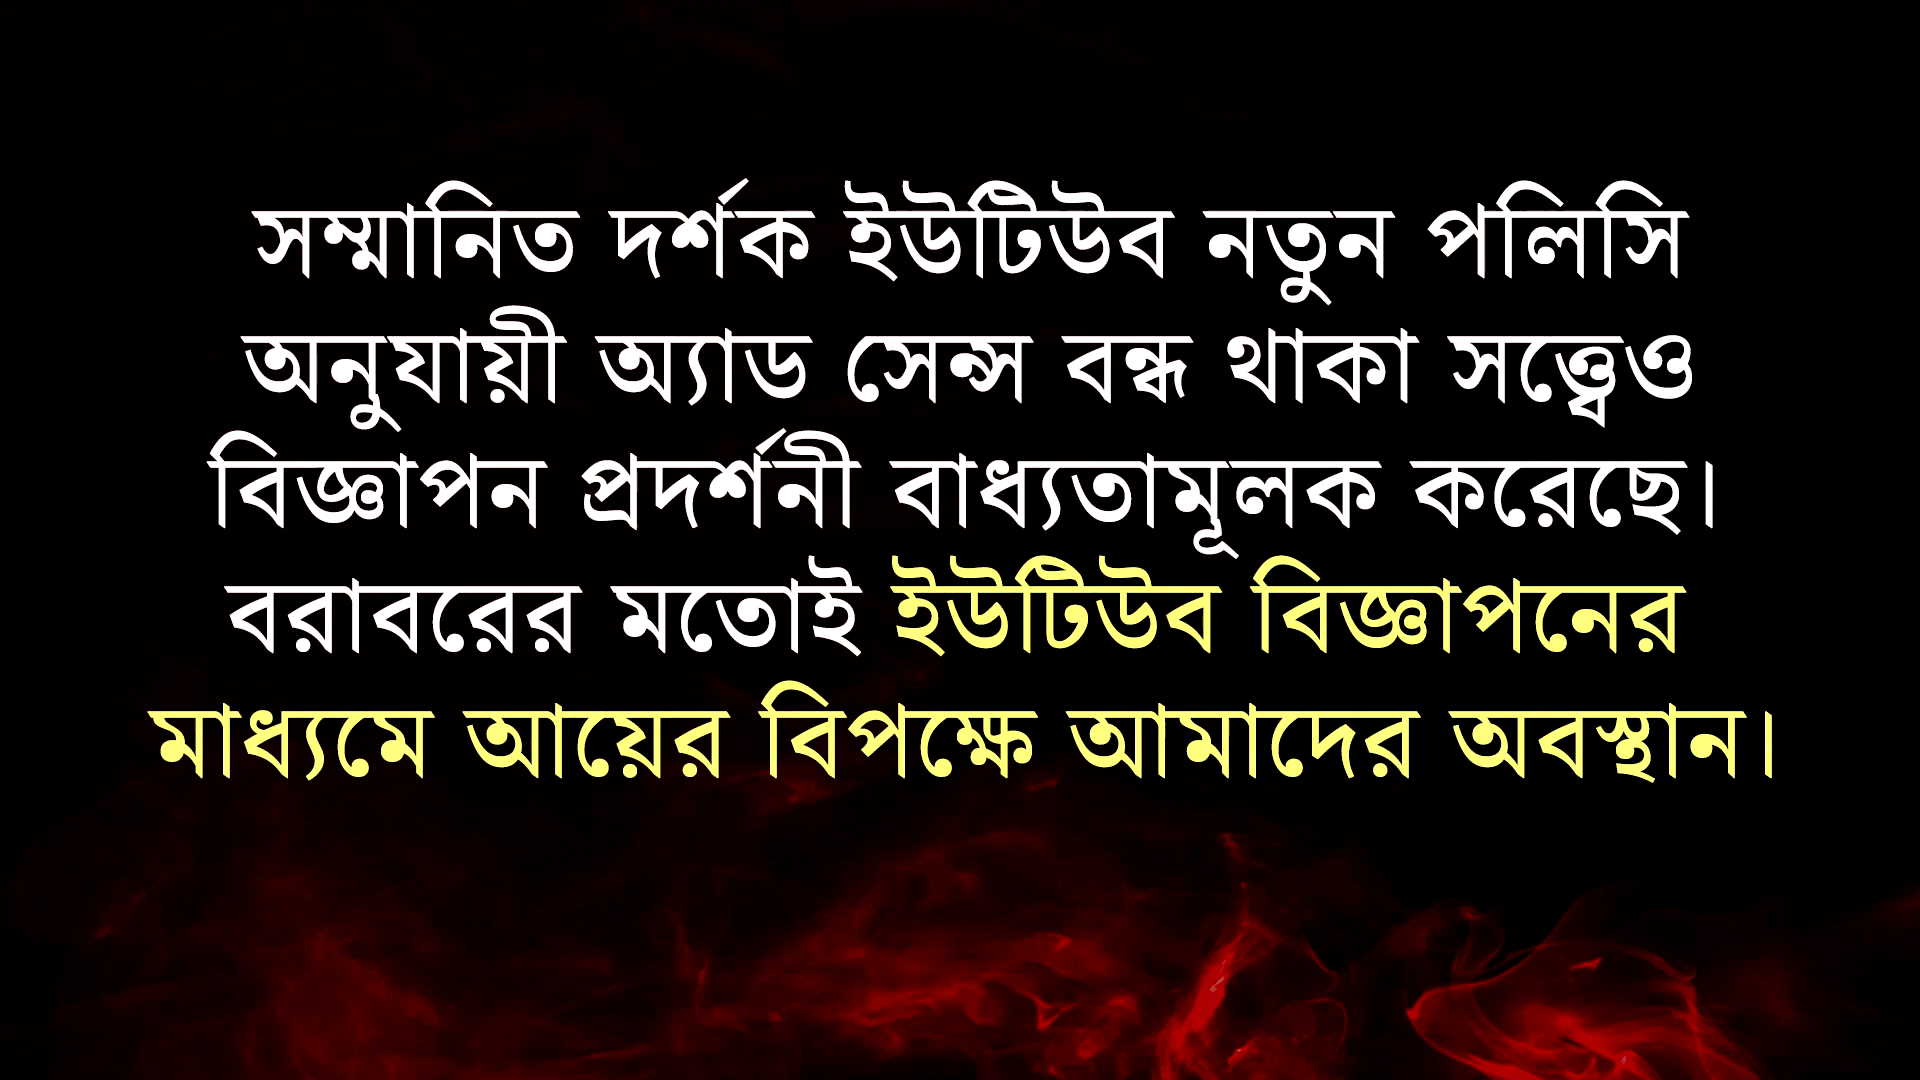 সম্মানিত দর্শক ইউটিউব নতুন পলিসি
অনুযায়ী অ্যাড সেন্স বন্ধ থাকা সত্ত্বেও
বিজ্ঞাপন প্রদর্শনী বাধ্যতামূলক করেছে।
বরাবরের মতোই ইউটিউব বিজ্ঞাপনের
মাধ্যমে আয়ের বিপক্ষে আমাদের অবস্থান।